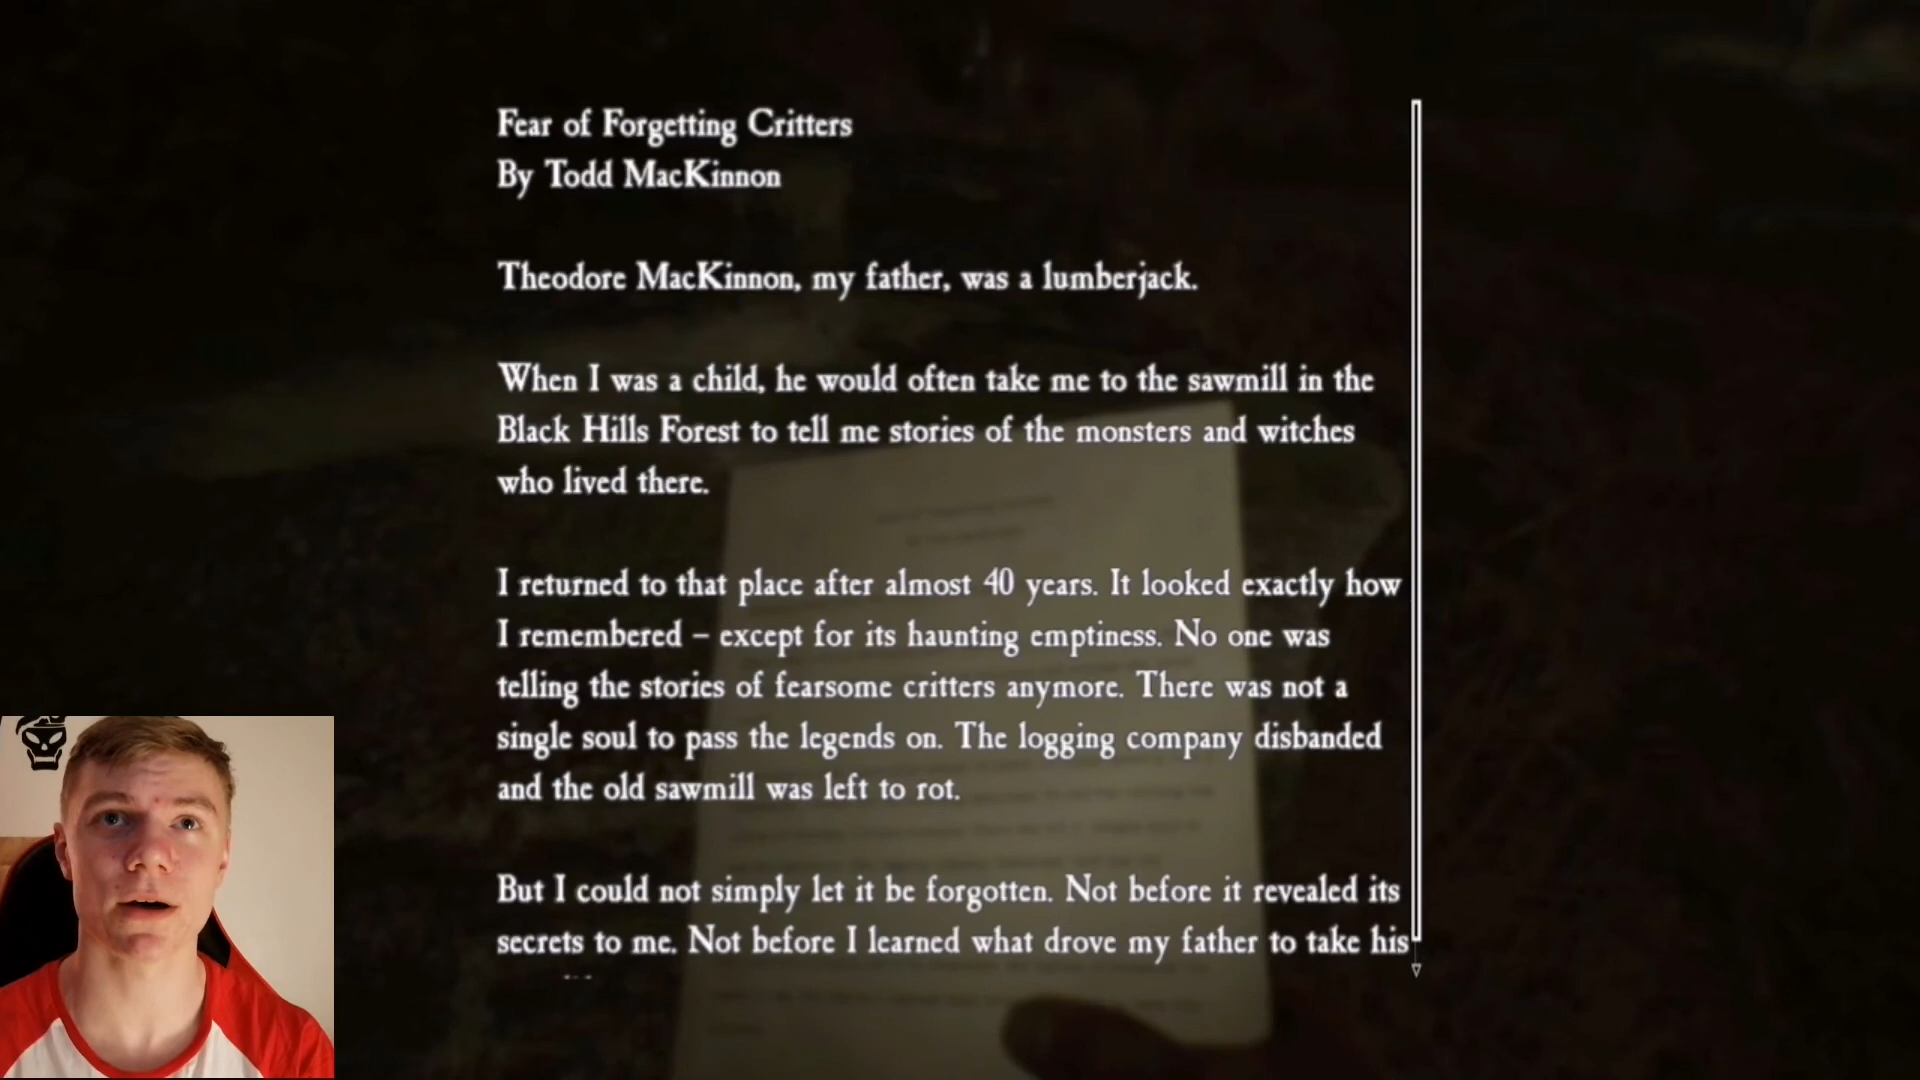 Fear of Forgetting Critters
By Todd MacKinnon
Theodore MacKinnon, my father, was a lumberjack.
When I was a child, he would often take me to the sawmill in the
Black Hills Forest to tell me stories of the monsters and witches
who lived there.
I returned to that place after almost 40 years. It looked exactly how
I remembered – except for its haunting emptiness. No one was
telling the stories of fearsome critters anymore. There was not a
single soul to pass the legends on. The logging company disbanded
and the old sawmill was left to rot.
But I could not simply let it be forgotten. Not before it revealed its
secrets to me. Not before I learned what drove my father to take his